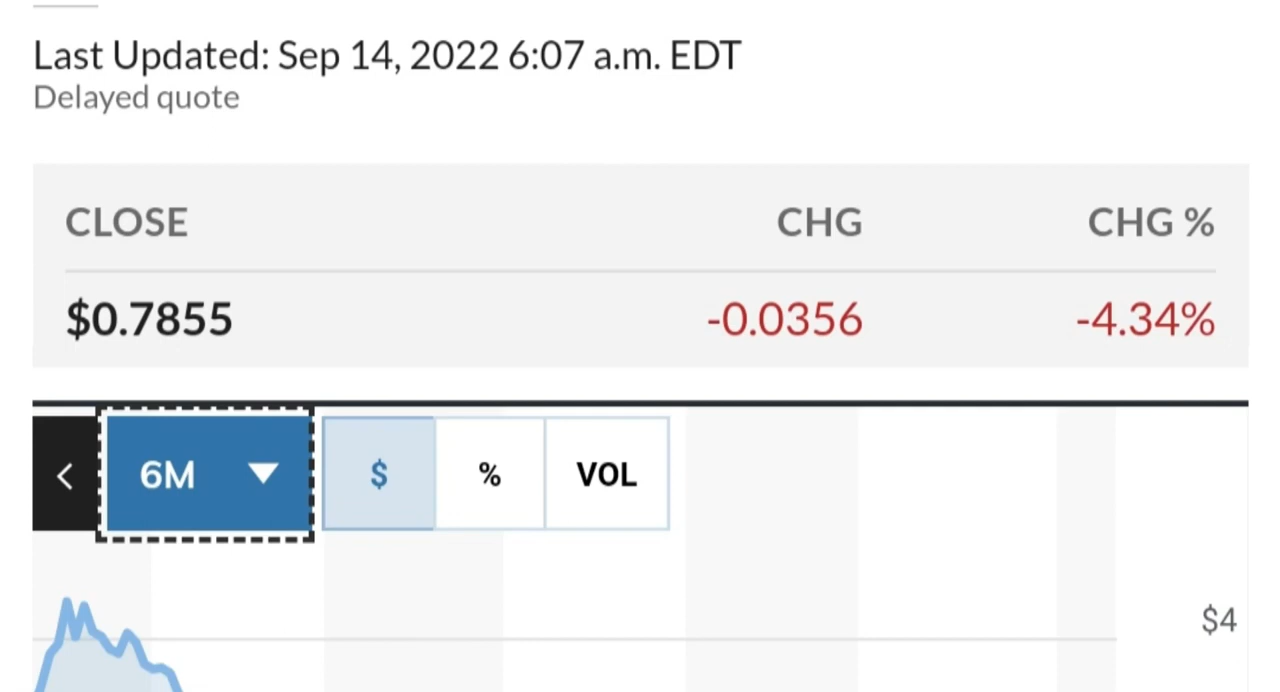 Last Updated: Sep 14, 2022 6:07 a.m. EDT
Delayed quote
CLOSE CHG CHG %
$0.7855 -0.0356 -4.34%
6M $ % VOL
$4